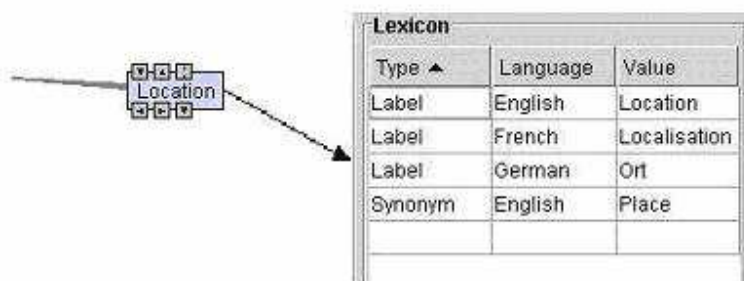 Location
Lexicon
Type Language Value
Label English Location
Label French Localisation
Label German Ort
Synonym English Place